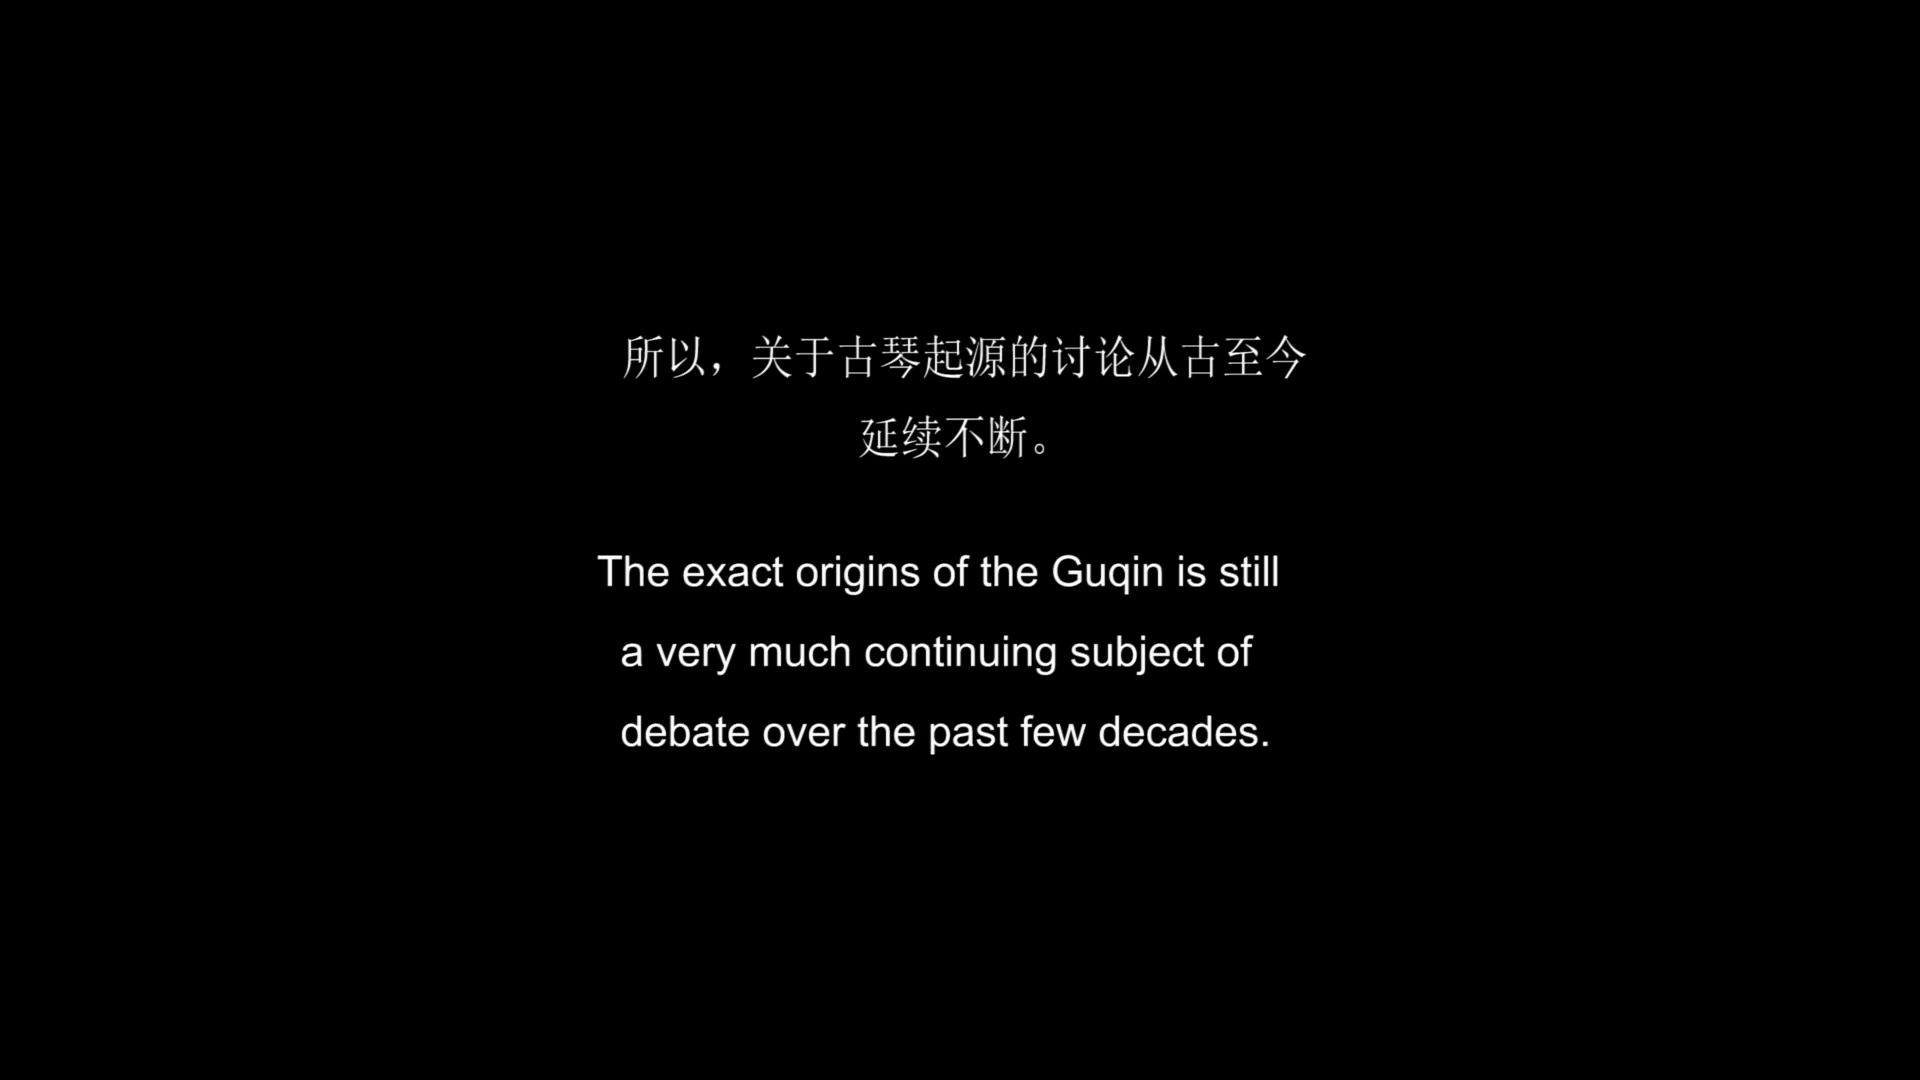 所以，关于古琴起源的讨论从古至今
延续不断。
The exact origins of the Guqin is still
a very much continuing subject of
debate over the past few decades.